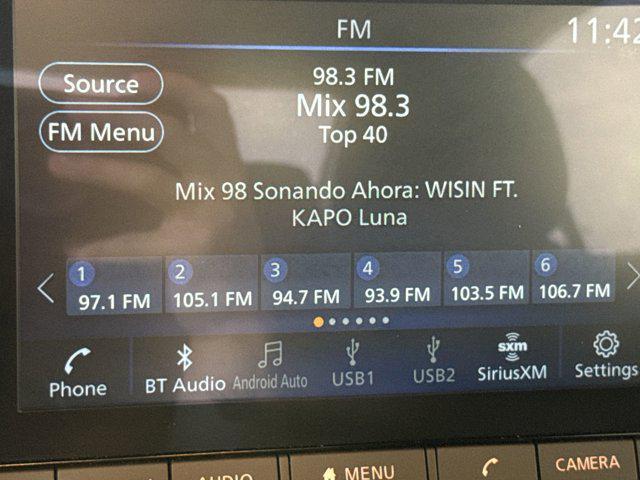 FM
11:42
Source
98.3 FM
Mix 98.3
FM Menu
Top 40
Mix 98 Sonando Ahora: WISIN FT.
KAPO Luna
1 97.1 FM
2 105.1 FM
3 94.7 FM
4 93.9 FM
5 103.5 FM
6 106.7 FM
Phone
BT Audio
Android Auto
USB1
USB2
sxm
SiriusXM
Settings
AUDIO
MENU
CAMERA